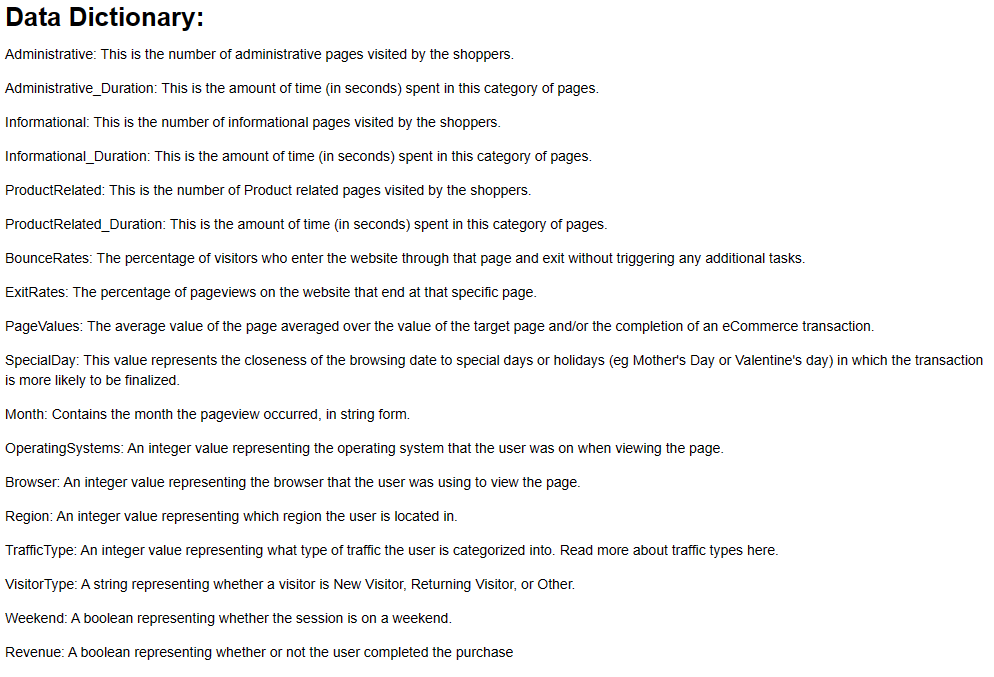 Data Dictionary:
Administrative: This is the number of administrative pages visited by the shoppers.
Administrative_Duration: This is the amount of time (in seconds) spent in this category of pages.
Informational: This is the number of informational pages visited by the shoppers.
Informational_Duration: This is the amount of time (in seconds) spent in this category of pages.
ProductRelated: This is the number of Product related pages visited by the shoppers.
ProductRelated_Duration: This is the amount of time (in seconds) spent in this category of pages.
BounceRates: The percentage of visitors who enter the website through that page and exit without triggering any additional tasks.
ExitRates: The percentage of pageviews on the website that end at that specific page.
PageValues: The average value of the page averaged over the value of the target page and/or the completion of an eCommerce transaction.
SpecialDay: This value represents the closeness of the browsing date to special days or holidays (eg Mother's Day or Valentine's day) in which the transaction
is more likely to be finalized.
Month: Contains the month the pageview occurred, in string form.
OperatingSystems: An integer value representing the operating system that the user was on when viewing the page.
Browser: An integer value representing the browser that the user was using to view the page.
Region: An integer value representing which region the user is located in.
TrafficType: An integer value representing what type of traffic the user is categorized into. Read more about traffic types here.
VisitorType: A string representing whether a visitor is New Visitor, Returning Visitor, or Other.
Weekend: A boolean representing whether the session is on a weekend.
Revenue: A boolean representing whether or not the user completed the purchase